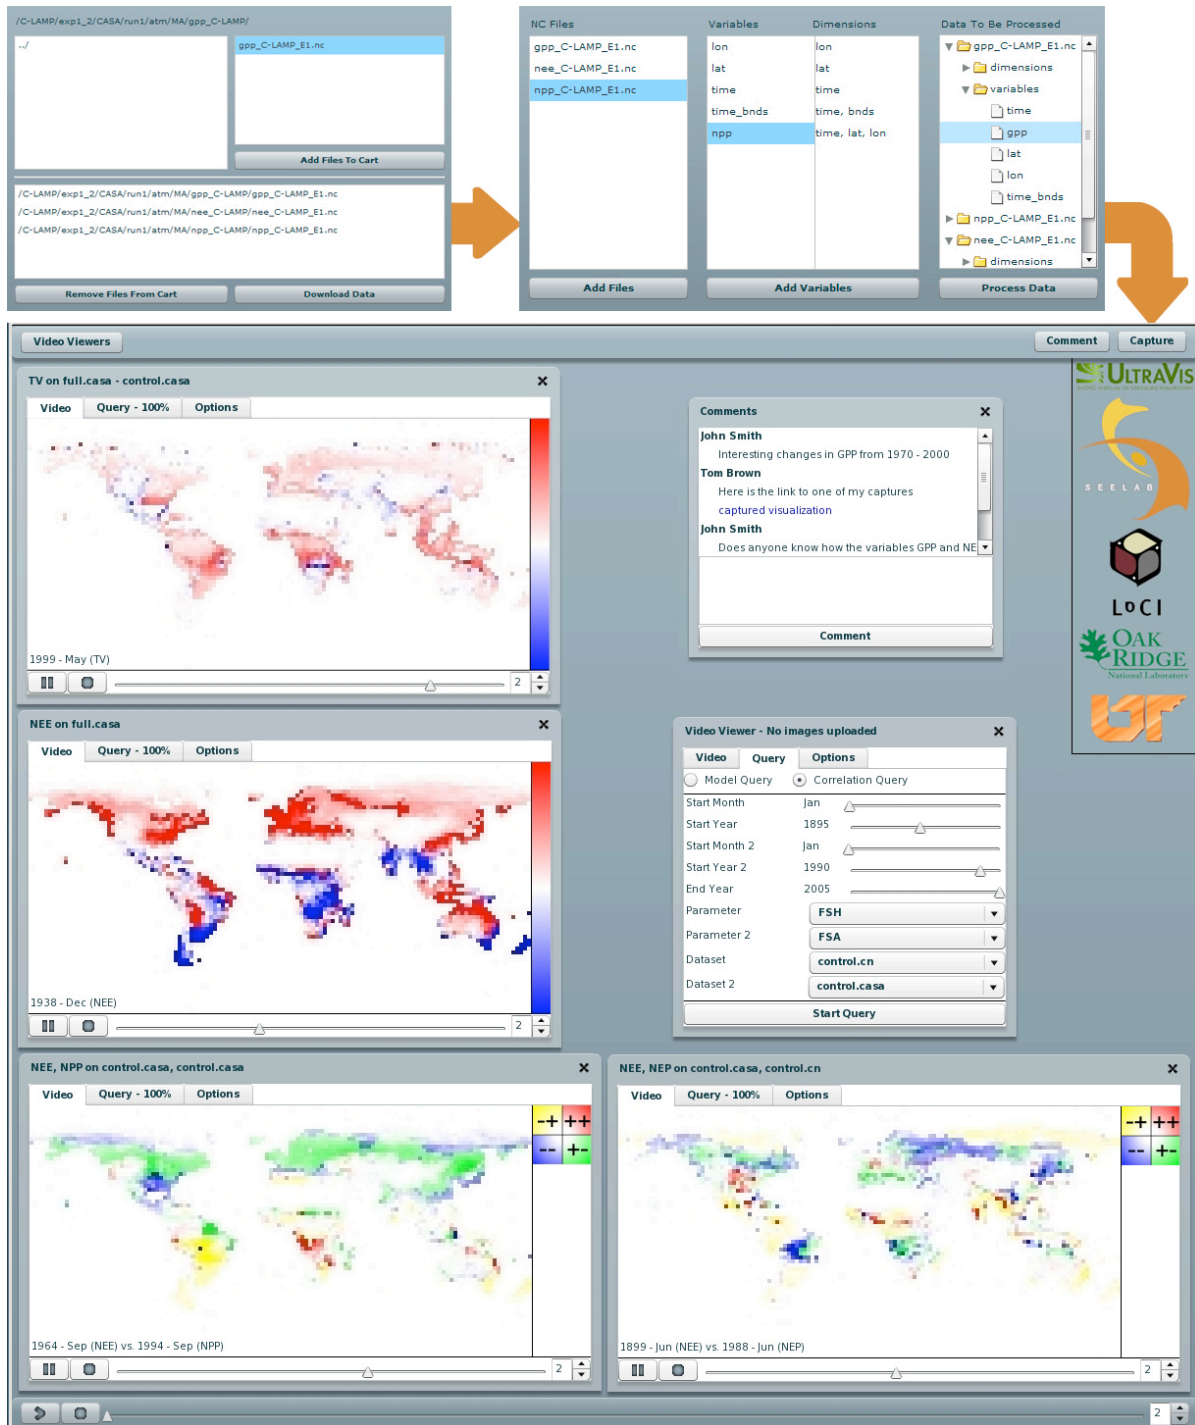 /C-LAMP/exp1_2/CASA/run1/atm/MA/gpp_C-LAMP/
../
gpp_C-LAMP_E1.nc
Add Files To Cart
/C-LAMP/exp1_2/CASA/run1/atm/MA/gpp_C-LAMP/gpp_C-LAMP_E1.nc
/C-LAMP/exp1_2/CASA/run1/atm/MA/nee_C-LAMP/nee_C-LAMP_E1.nc
/C-LAMP/exp1_2/CASA/run1/atm/MA/npp_C-LAMP/npp_C-LAMP_E1.nc
Remove Files From Cart
Download Data
NC Files
gpp_C-LAMP_E1.nc
nee_C-LAMP_E1.nc
npp_C-LAMP_E1.nc
Add Files
Variables Dimensions
lon lon
lat lat
time time
time_bnds time, bnds
npp time, lat, lon
Add Variables
Data To Be Processed
gpp_C-LAMP_E1.nc
dimensions
variables
time
gpp
lat
lon
time_bnds
npp_C-LAMP_E1.nc
nee_C-LAMP_E1.nc
dimensions
Process Data
Video Viewers
Comment Capture
TV on full.casa - control.casa
Video Query - 100% Options
1999 - May (TV)
2
Comments
John Smith
Interesting changes in GPP from 1970 - 2000
Tom Brown
Here is the link to one of my captures
captured visualization
John Smith
Does anyone know how the variables GPP and NE
Comment
ULTRAVIS
SEELAB
LoCI
OAK
RIDGE
National Laboratory
UT
NEE on full.casa
Video Query - 100% Options
1938 - Dec (NEE)
2
Video Viewer - No images uploaded
Video Query Options
Model Query Correlation Query
Start Month Jan
Start Year 1895
Start Month 2 Jan
Start Year 2 1990
End Year 2005
Parameter FSH
Parameter 2 FSA
Dataset control.cn
Dataset 2 control.casa
Start Query
NEE, NPP on control.casa, control.casa
Video Query - 100% Options
-+ ++
-- +-
1964 - Sep (NEE) vs. 1994 - Sep (NPP)
2
NEE, NEP on control.casa, control.cn
Video Query - 100% Options
-+ ++
-- +-
1899 - Jun (NEE) vs. 1988 - Jun (NEP)
2
2